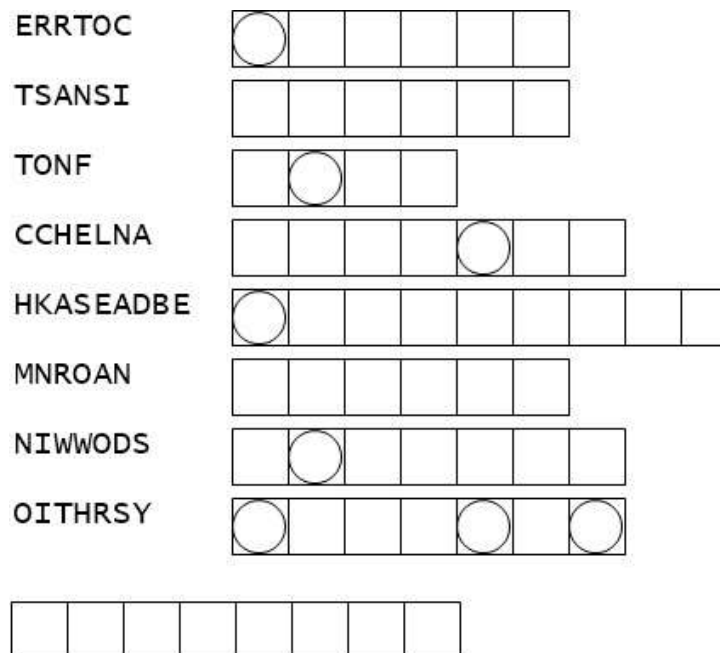 ERRTOC
TSANSI
TONF
CCHELNA
HKASEADBE
MNROAN
NIWWODS
OITHRSY